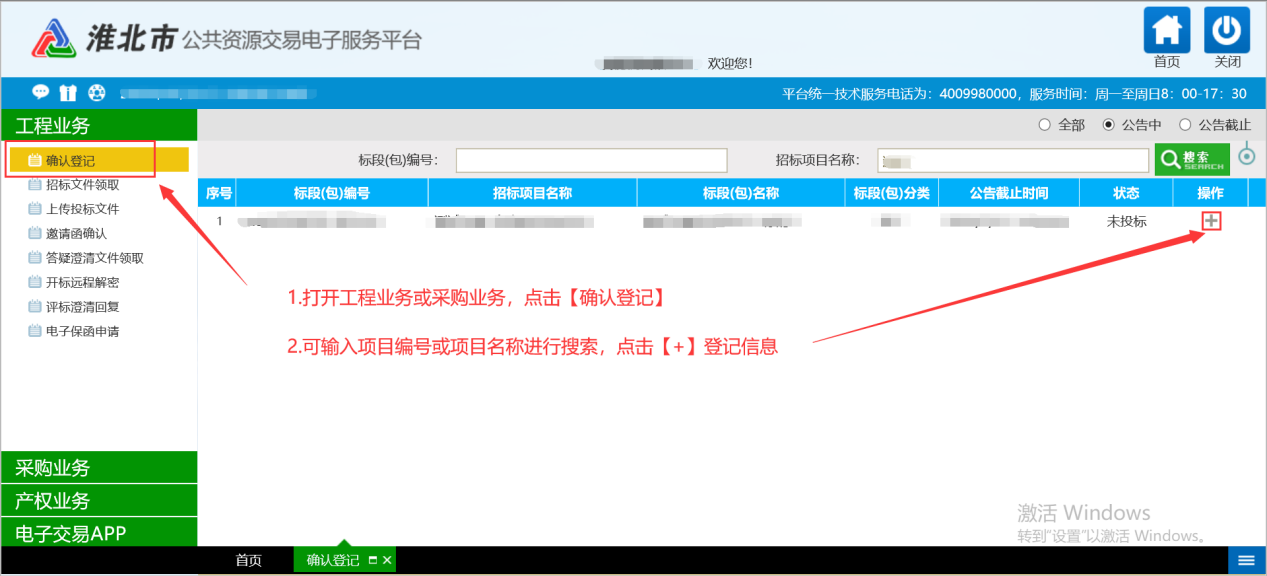 淮北市 公共资源交易电子服务平台
欢迎您!
首页 关闭
平台统一技术服务电话为：4009980000，服务时间：周一至周日8：00-17：30
工程业务
全部 公告中 公告截止
确认登记
标段(包)编号： 招标项目名称： 搜索 SEARCH
招标文件领取
序号 标段(包)编号 招标项目名称 标段(包)名称 标段(包)分类 公告截止时间 状态 操作
上传投标文件
1 未投标
邀请函确认
答疑澄清文件领取
开标远程解密
1.打开工程业务或采购业务，点击【确认登记】
评标澄清回复
电子保函申请
2.可输入项目编号或项目名称进行搜索，点击【+】登记信息
采购业务
产权业务
电子交易APP
激活 Windows
转到"设置"以激活 Windows。
首页 确认登记